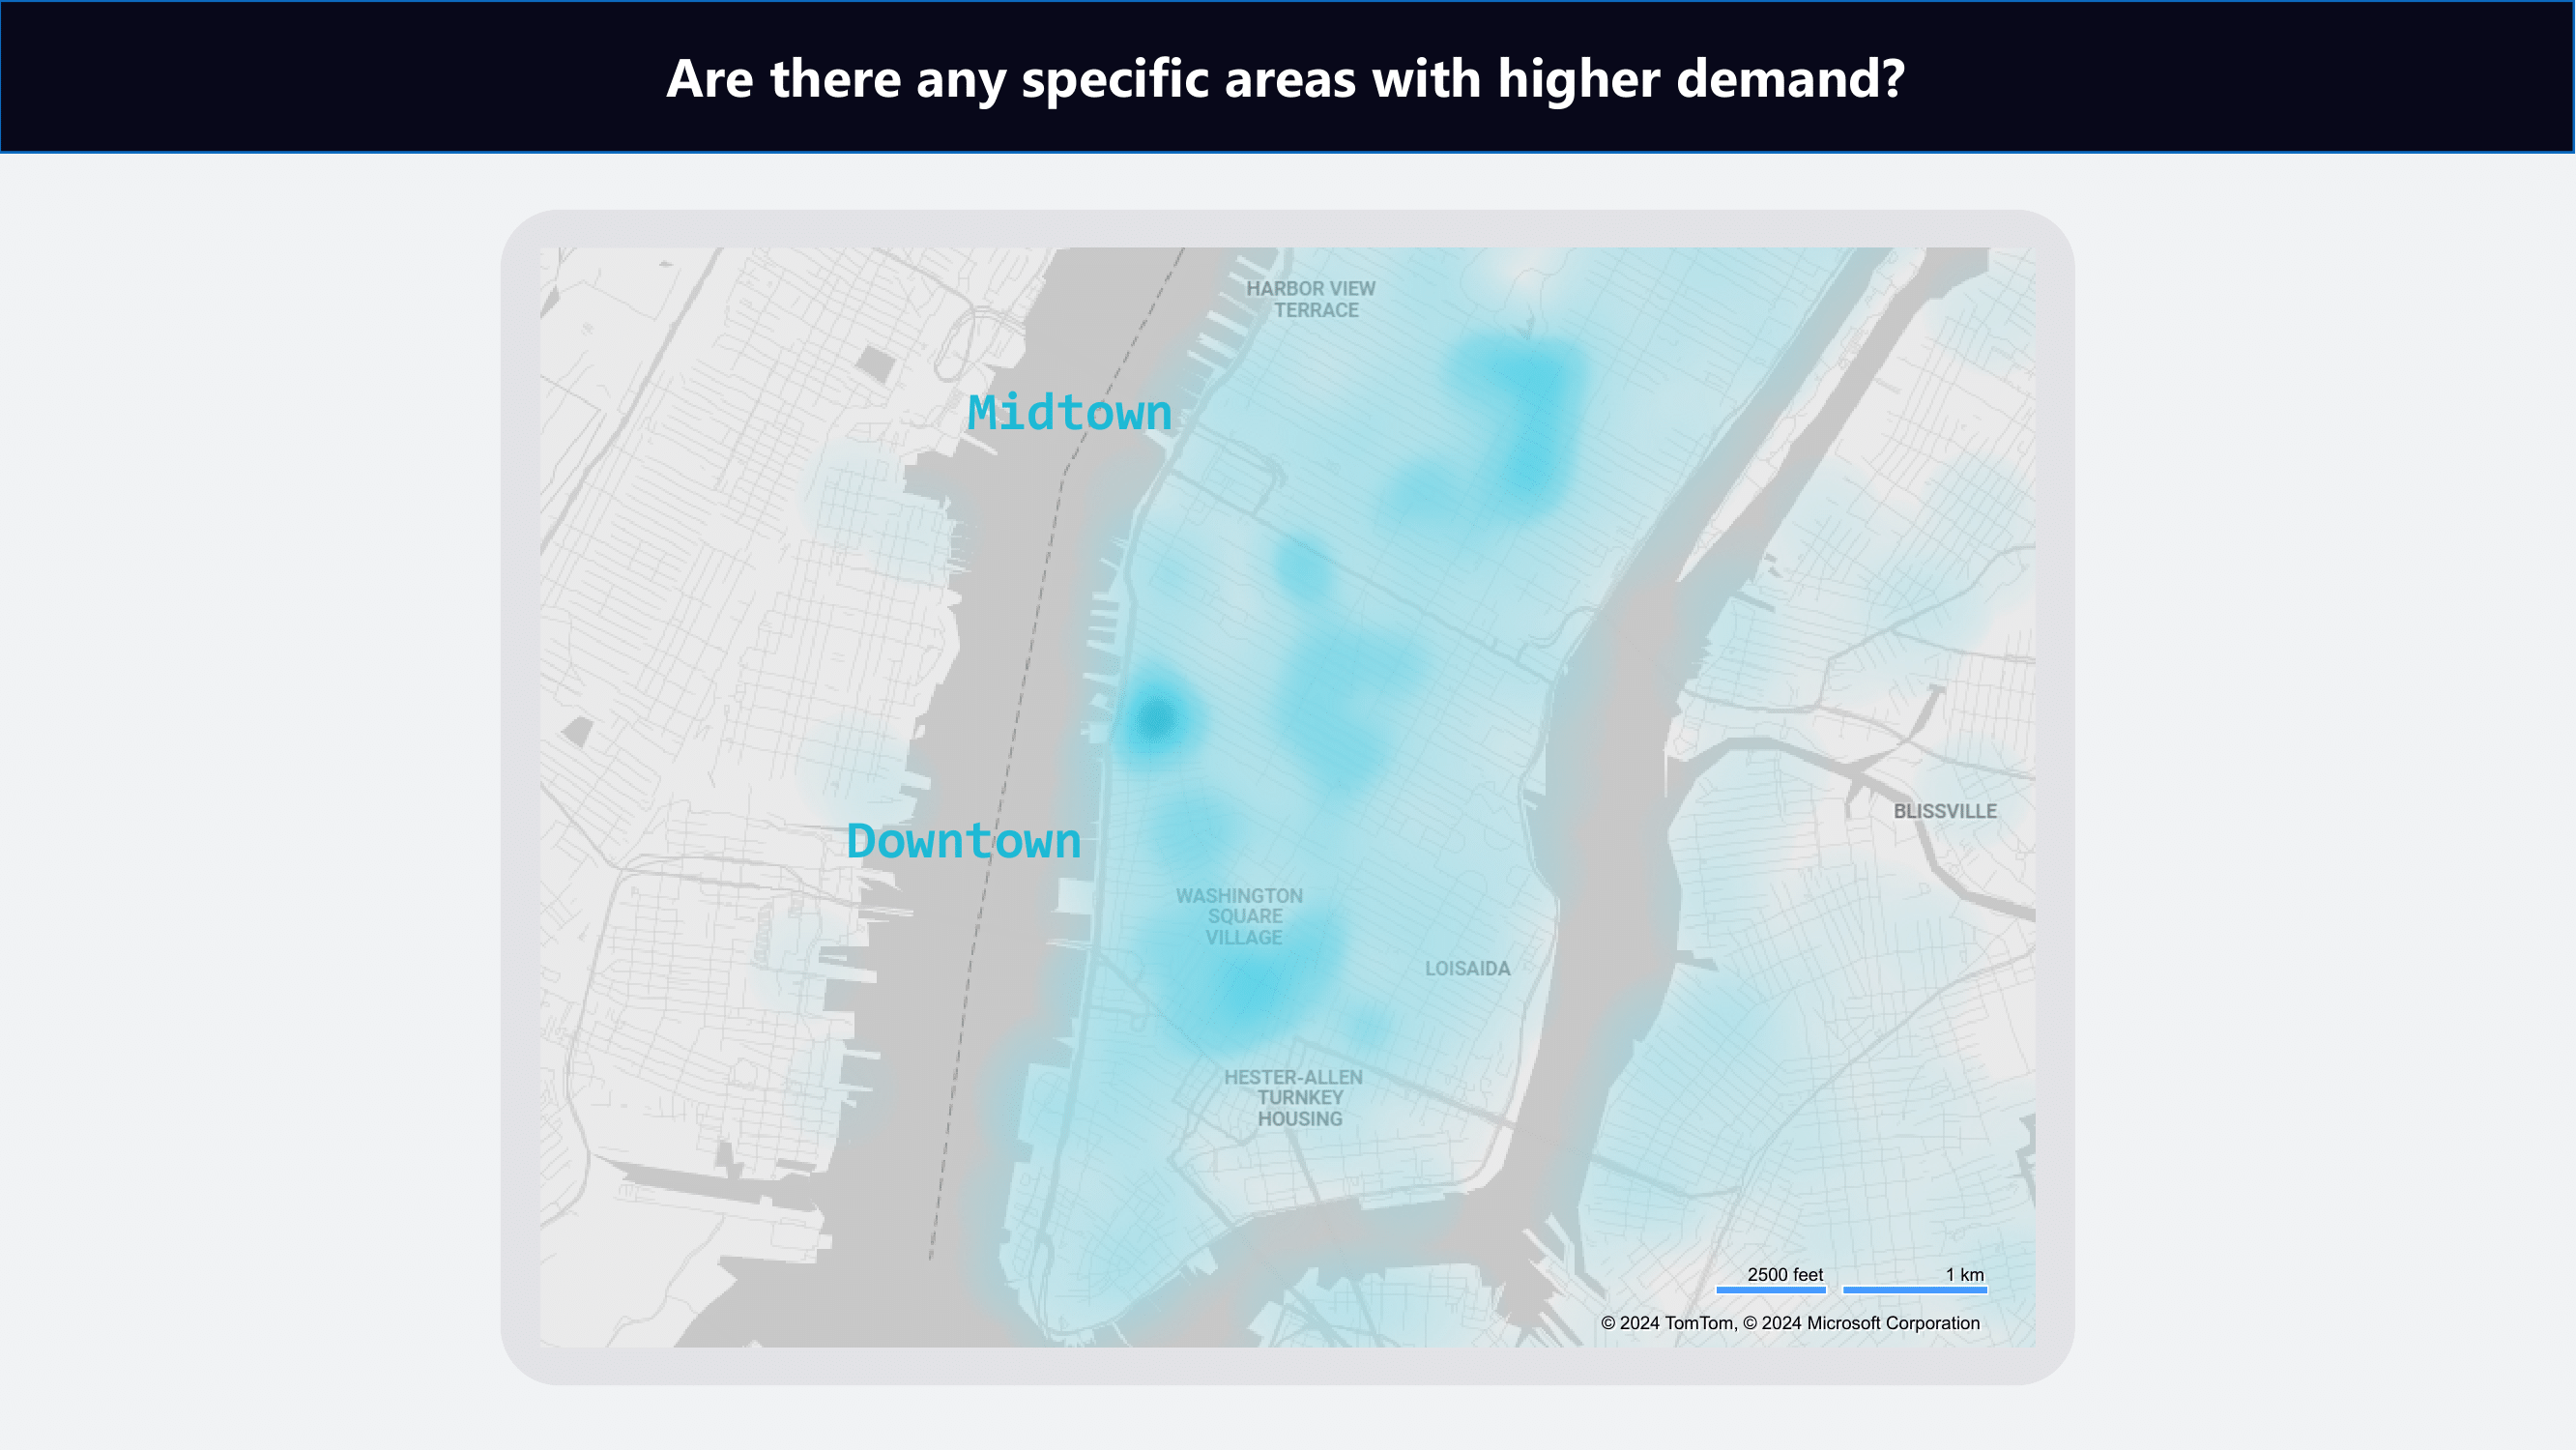 Are there any specific areas with higher demand?
HARBOR VIEW
TERRACE
Midtown
Downtown
BLISSVILLE
WASHINGTON
SQUARE
VILLAGE
LOISAIDA
HESTER-ALLEN
TURNKEY
HOUSING
2500 feet 1 km
© 2024 TomTom, © 2024 Microsoft Corporation